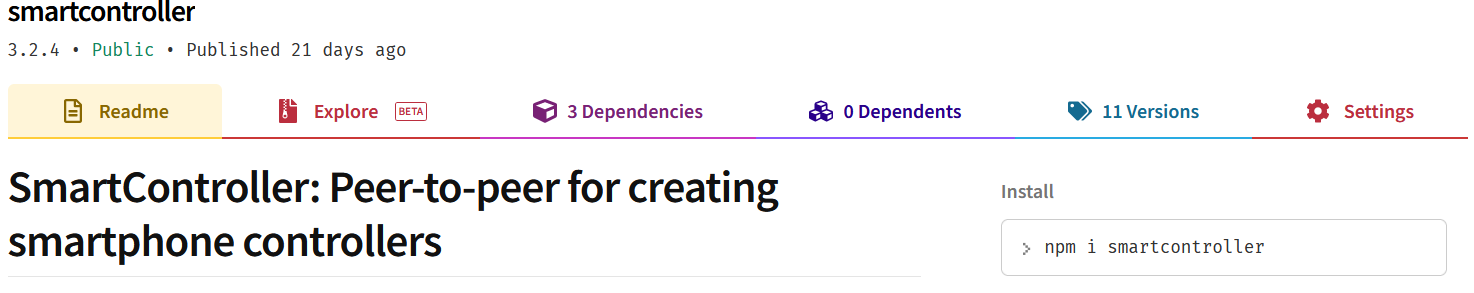 smartcontroller
3.2.4 • Public • Published 21 days ago
Readme
Explore BETA
3 Dependencies
0 Dependents
11 Versions
Settings
SmartController: Peer-to-peer for creating
smartphone controllers
Install
> npm i smartcontroller